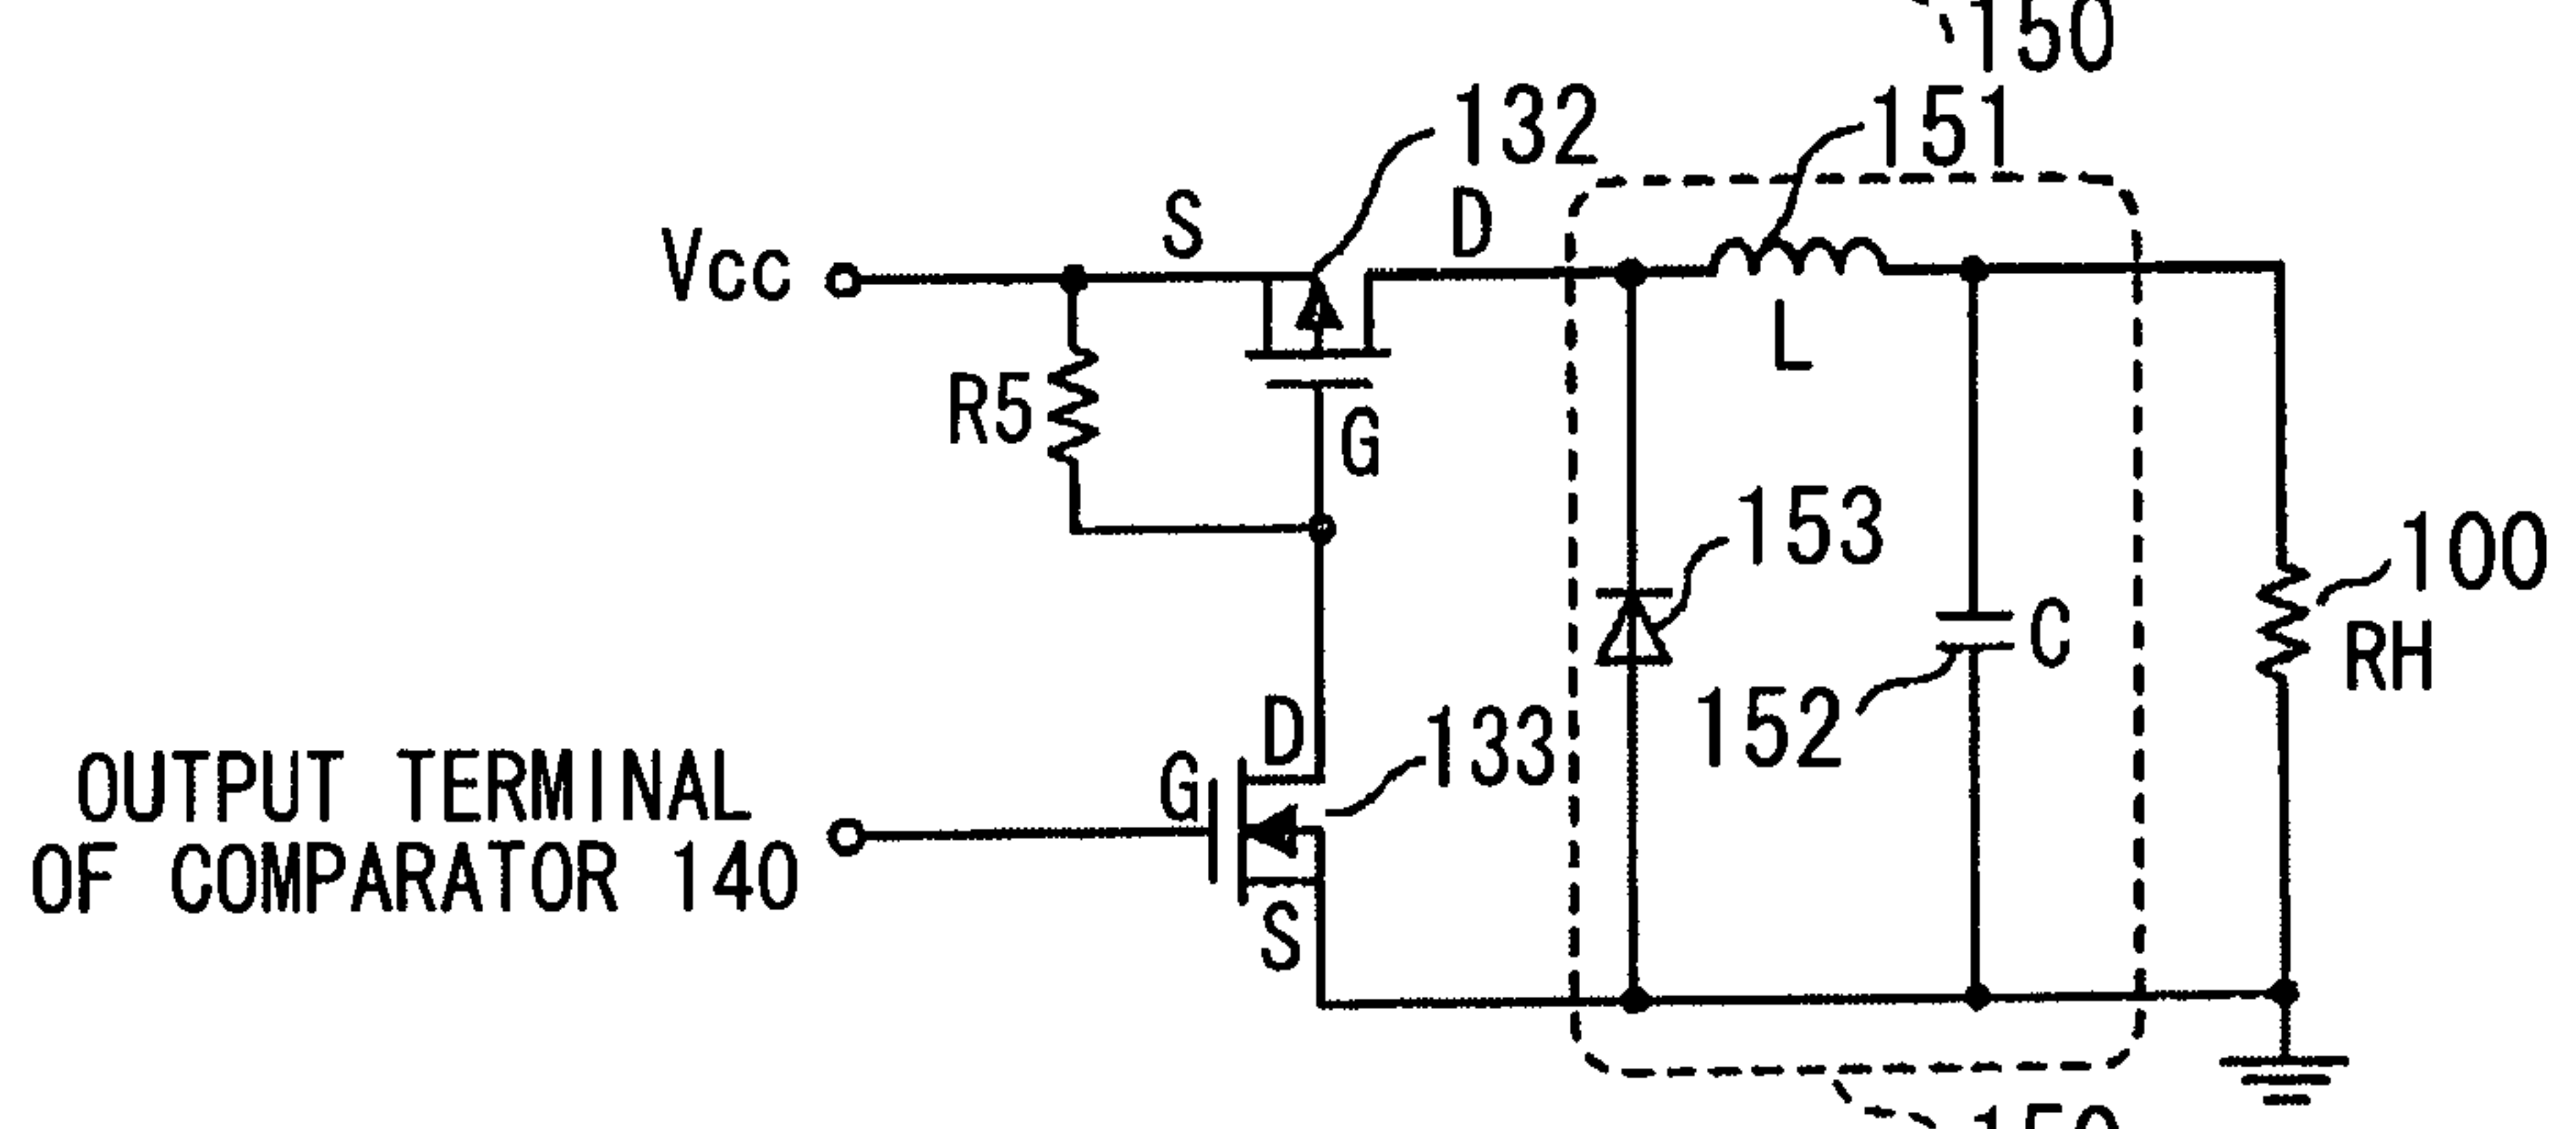 150
132
151
S
D
Vcc
L
R5
G
153
100
C
RH
152
D
133
G
OUTPUT TERMINAL
OF COMPARATOR 140
S
150